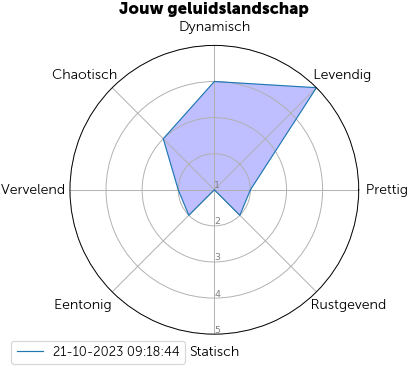 Jouw geluidslandschap
Dynamisch
Chaotisch
Levendig
Vervelend
Prettig
1
2
3
4
5
Eentonig
Rustgevend
Statisch
21-10-2023 09:18:44